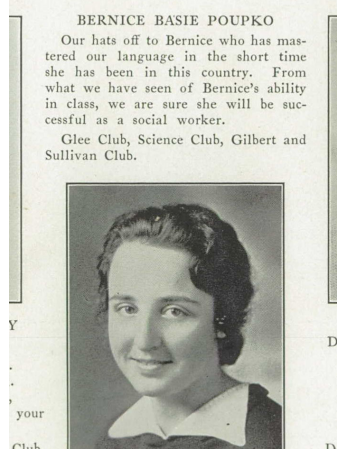 BERNICE BASIE POUPKO
Our hats off to Bernice who has mas-
tered our language in the short time
she has been in this country. From
what we have seen of Bernice's ability
in class, we are sure she will be suc-
cessful as a social worker.
Glee Club, Science Club, Gilbert and
Sullivan Club.
Y
D
your
Club
D